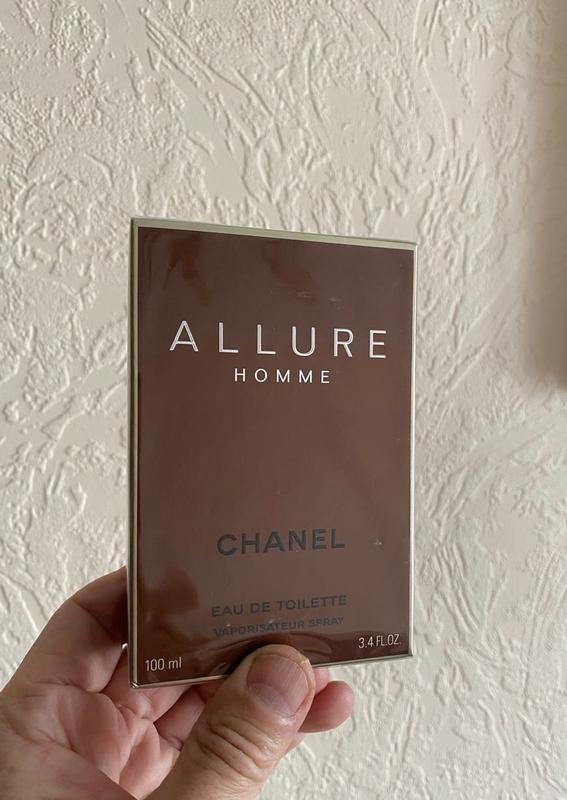 ALLURE
HOMME
CHANEL
EAU DE TOILETTE
VAPORISATEUR SPRAY
100 ml 3.4 FL.OZ.